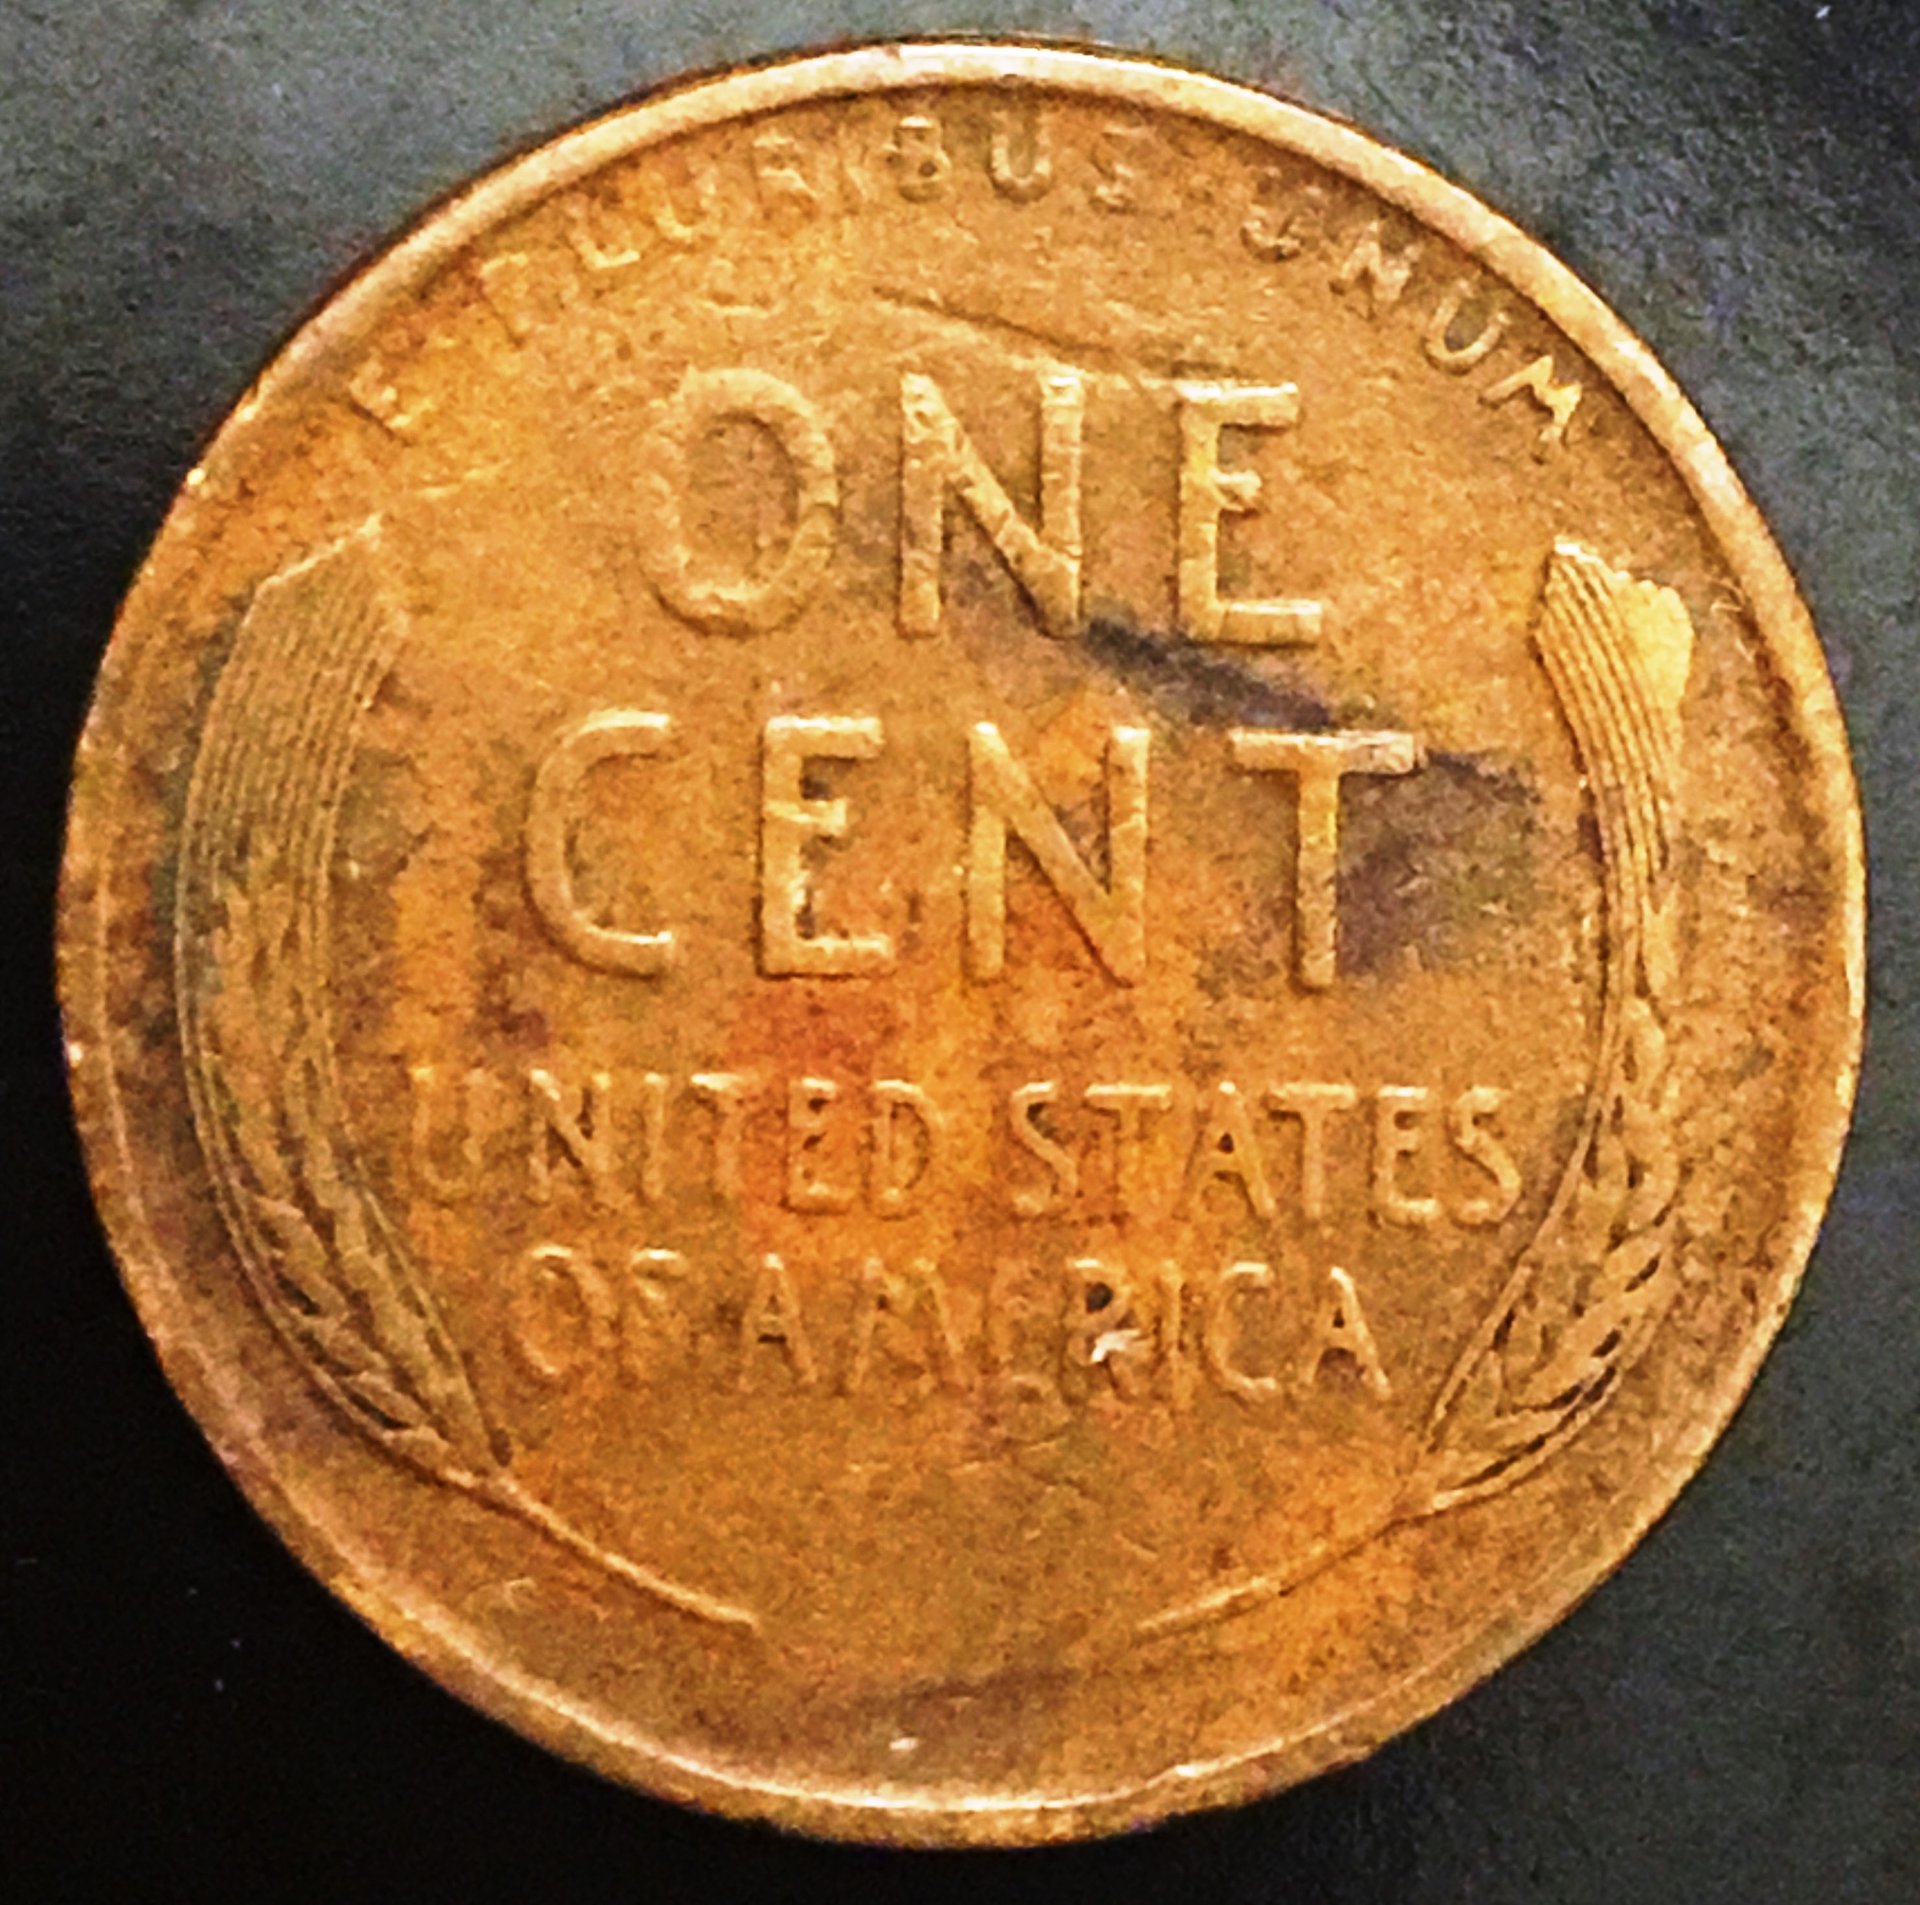 E PLURIBUS UNUM
ONE
CENT
UNITED STATES
OF AMERICA